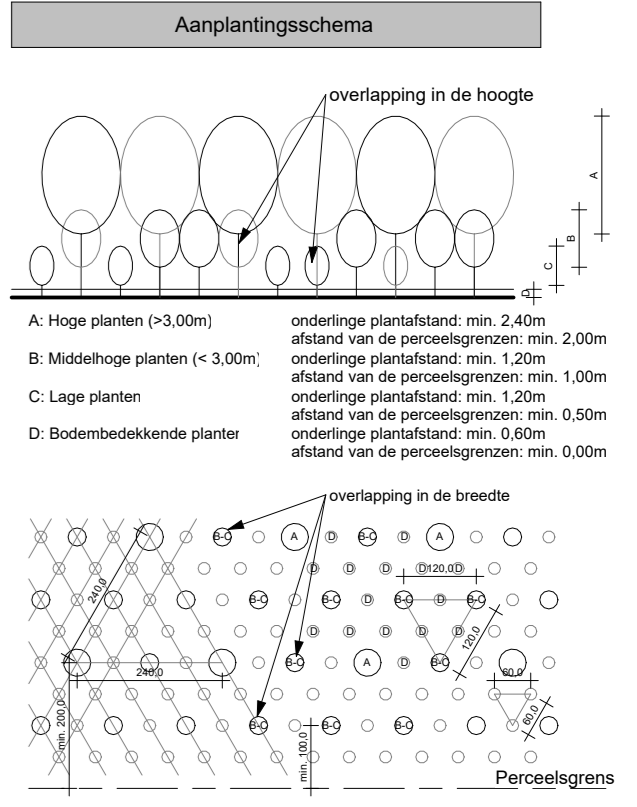 Aanplantingsschema
overlapping in de hoogte
A
B
C
D
A: Hoge planten (>3,00m)
onderlinge plantafstand: min. 2,40m
afstand van de perceelsgrenzen: min. 2,00m
B: Middelhoge planten (< 3,00m)
onderlinge plantafstand: min. 1,20m
afstand van de perceelsgrenzen: min. 1,00m
C: Lage planten
onderlinge plantafstand: min. 1,20m
afstand van de perceelsgrenzen: min. 0,50m
D: Bodembedekkende planten
onderlinge plantafstand: min. 0,60m
afstand van de perceelsgrenzen: min. 0,00m
overlapping in de breedte
B-C A D B-C D A
D D D 120,0 D D
240,0
B-C B-C D B-C B-C
D D D D
120,0
B-C A D B-C
240,0 60,0
60,0
B-C B-C B-C
min. 200,0
min. 100,0
Perceelsgrens